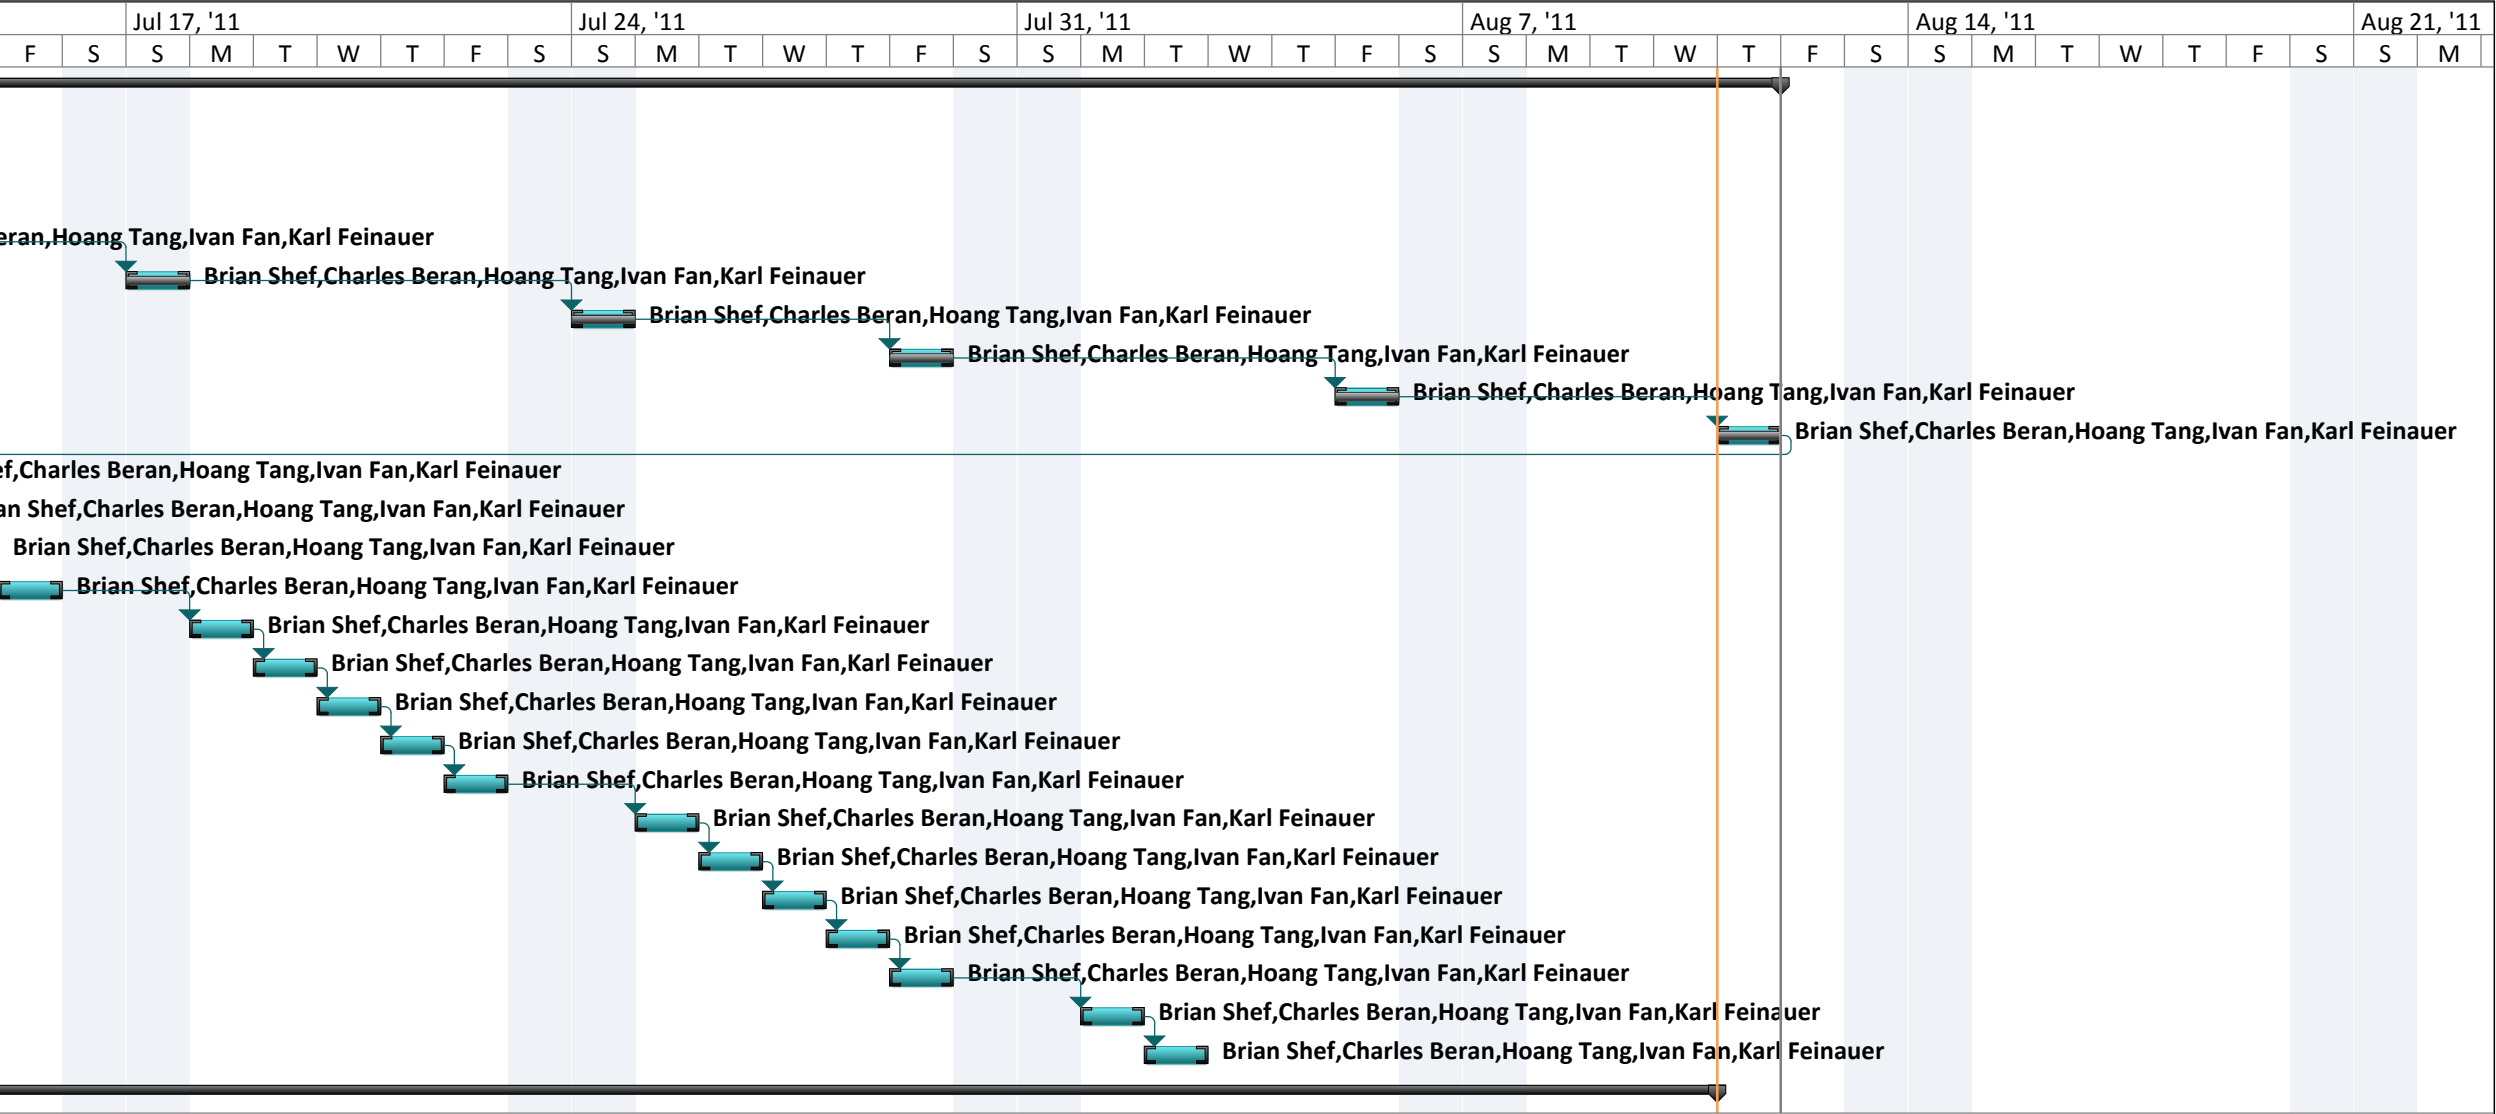 Jul 17, '11 Jul 24, '11 Jul 31, '11 Aug 7, '11 Aug 14, '11 Aug 21, '11
F S S M T W T F S S M T W T F S S M T W T F S S M T W T F S S M T W T F S S M
eran,Hoang Tang,Ivan Fan,Karl Feinauer
Brian Shef,Charles Beran,Hoang Tang,Ivan Fan,Karl Feinauer
Brian Shef,Charles Beran,Hoang Tang,Ivan Fan,Karl Feinauer
Brian Shef,Charles Beran,Hoang Tang,Ivan Fan,Karl Feinauer
Brian Shef,Charles Beran,Hoang Tang,Ivan Fan,Karl Feinauer
Brian Shef,Charles Beran,Hoang Tang,Ivan Fan,Karl Feinauer
ef,Charles Beran,Hoang Tang,Ivan Fan,Karl Feinauer
an Shef,Charles Beran,Hoang Tang,Ivan Fan,Karl Feinauer
Brian Shef,Charles Beran,Hoang Tang,Ivan Fan,Karl Feinauer
Brian Shef,Charles Beran,Hoang Tang,Ivan Fan,Karl Feinauer
Brian Shef,Charles Beran,Hoang Tang,Ivan Fan,Karl Feinauer
Brian Shef,Charles Beran,Hoang Tang,Ivan Fan,Karl Feinauer
Brian Shef,Charles Beran,Hoang Tang,Ivan Fan,Karl Feinauer
Brian Shef,Charles Beran,Hoang Tang,Ivan Fan,Karl Feinauer
Brian Shef,Charles Beran,Hoang Tang,Ivan Fan,Karl Feinauer
Brian Shef,Charles Beran,Hoang Tang,Ivan Fan,Karl Feinauer
Brian Shef,Charles Beran,Hoang Tang,Ivan Fan,Karl Feinauer
Brian Shef,Charles Beran,Hoang Tang,Ivan Fan,Karl Feinauer
Brian Shef,Charles Beran,Hoang Tang,Ivan Fan,Karl Feinauer
Brian Shef,Charles Beran,Hoang Tang,Ivan Fan,Karl Feinauer
Brian Shef,Charles Beran,Hoang Tang,Ivan Fan,Karl Feinauer
Brian Shef,Charles Beran,Hoang Tang,Ivan Fan,Karl Feinauer